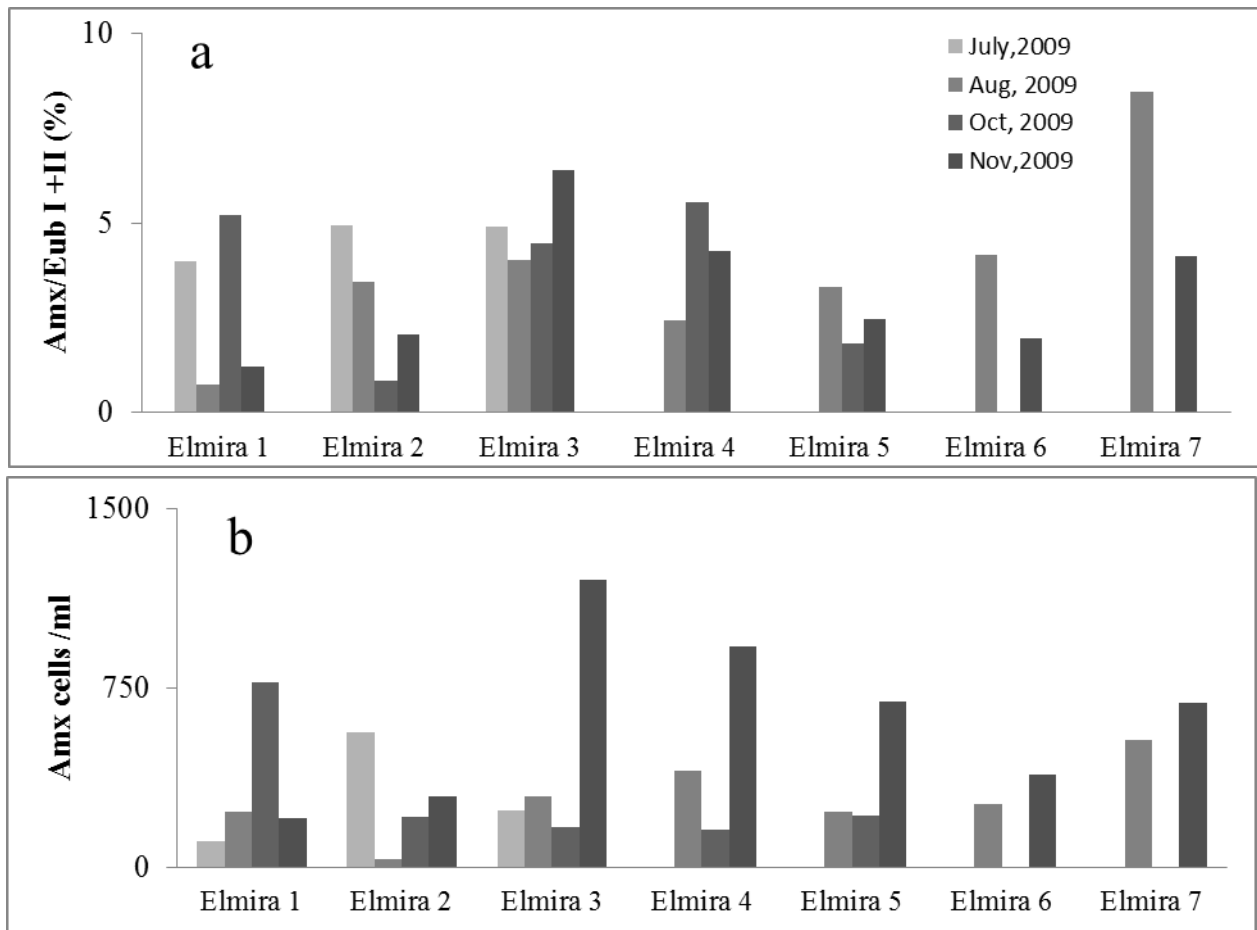 10
a
July,2009
Aug, 2009
Oct, 2009
Nov,2009
Amx/Eub I +II (%)
5
0
Elmira 1 Elmira 2 Elmira 3 Elmira 4 Elmira 5 Elmira 6 Elmira 7
1500
b
Amx cells /ml
750
0
Elmira 1 Elmira 2 Elmira 3 Elmira 4 Elmira 5 Elmira 6 Elmira 7